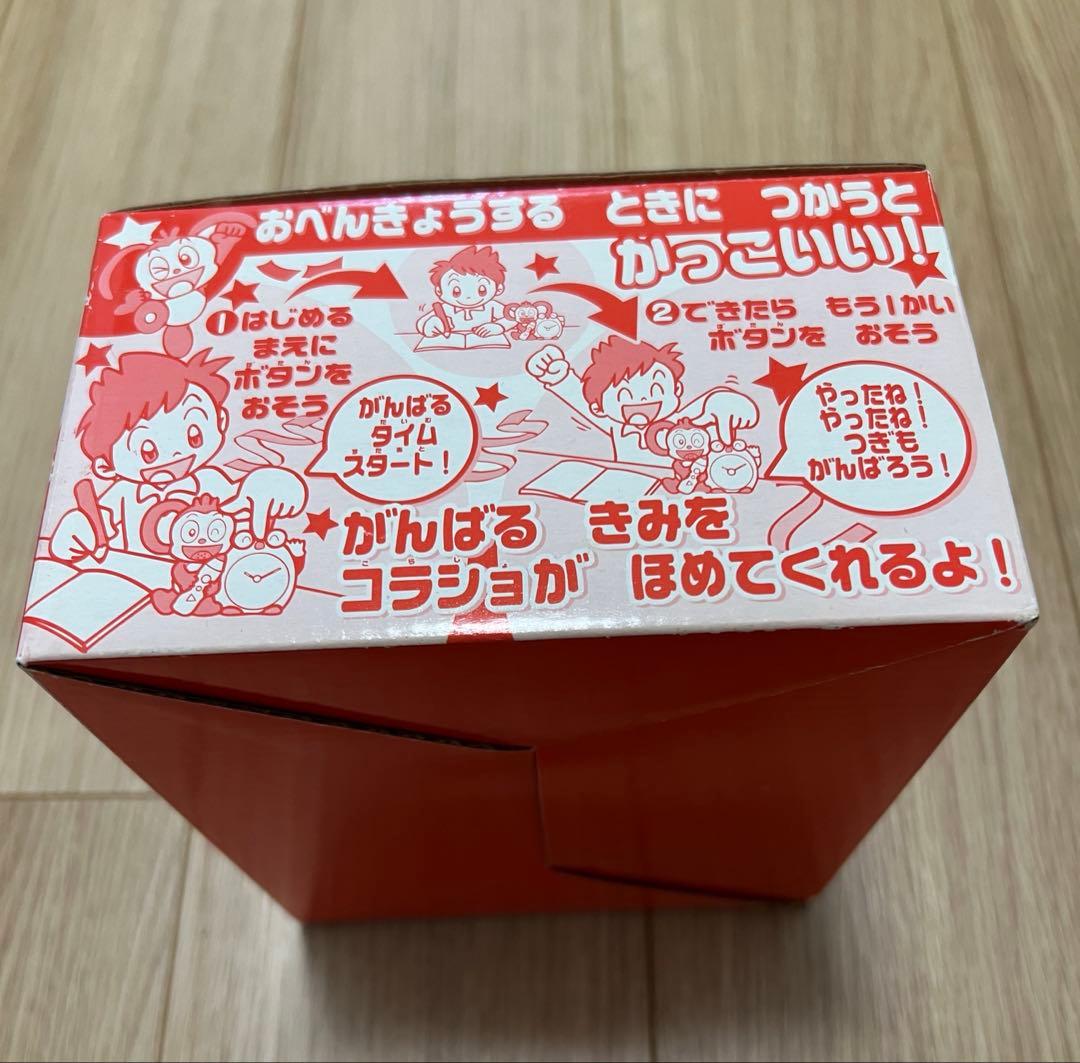 おべんきょうする ときに つかうと
かっこいい!
❶はじめる
まえに
ボタンを
おそう
がんばる
タイム
スタート!
②できたら もう1かい
ボタンを おそう
やったね!
やったね!
つぎも
がんばろう!
がんばる きみを
コラショが ほめてくれるよ!